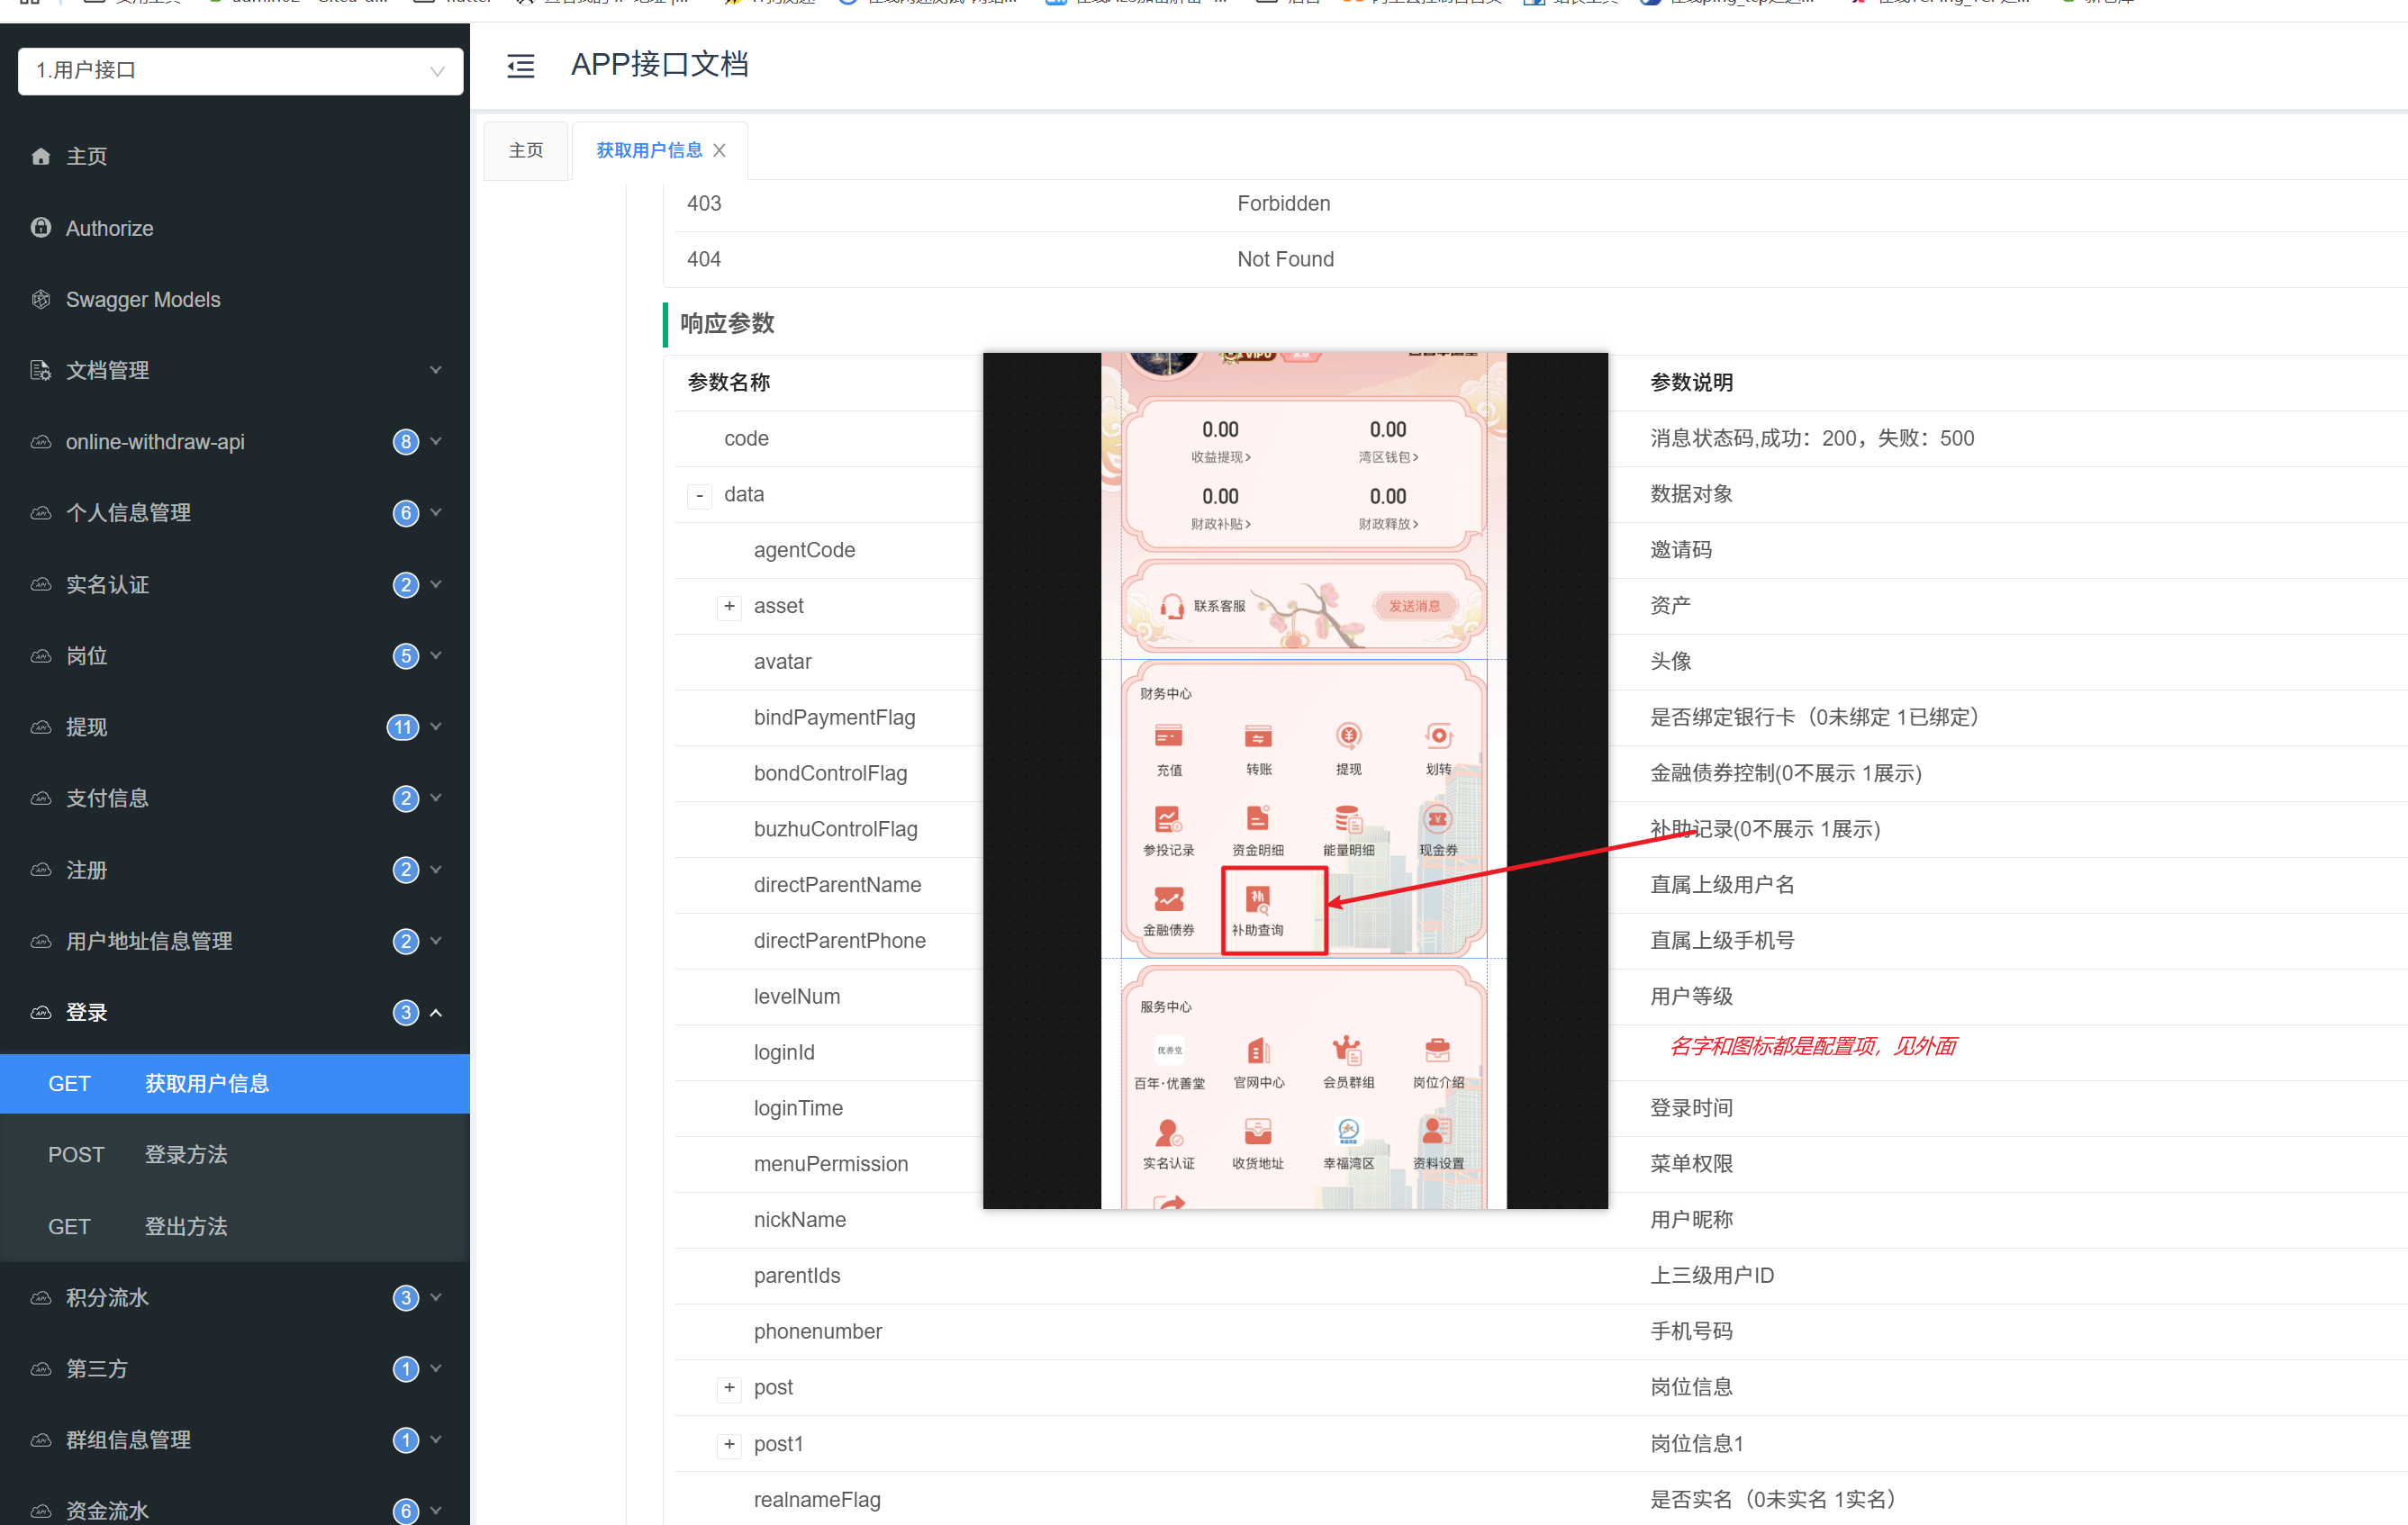 1.用户接口
APP接口文档
主页
获取用户信息
主页
Authorize
Swagger Models
文档管理
online-withdraw-api 8
个人信息管理 6
实名认证 2
岗位 5
提现 11
支付信息 2
注册 2
用户地址信息管理 2
登录 3
GET 获取用户信息
POST 登录方法
GET 登出方法
积分流水 3
第三方 1
群组信息管理 1
资金流水 6
403 Forbidden
404 Not Found
响应参数
参数名称 参数说明
code 消息状态码,成功：200，失败：500
- data 数据对象
agentCode 邀请码
+ asset 资产
avatar 头像
bindPaymentFlag 是否绑定银行卡（0未绑定 1已绑定）
bondControlFlag 金融债券控制(0不展示 1展示)
buzhuControlFlag 补助记录(0不展示 1展示)
directParentName 直属上级用户名
directParentPhone 直属上级手机号
levelNum 用户等级
loginId
名字和图标都是配置项，见外面
loginTime 登录时间
menuPermission 菜单权限
nickName 用户昵称
parentIds 上三级用户ID
phonenumber 手机号码
+ post 岗位信息
+ post1 岗位信息1
realnameFlag 是否实名（0未实名 1实名）
0.00 0.00
收益提现> 湾区钱包>
0.00 0.00
财政补贴> 财政释放>
联系客服 发送消息
财务中心
充值 转账 提现 划转
参投记录 资金明细 能量明细 现金券
补
金融债券 补助查询
服务中心
优善堂
百年·优善堂 官网中心 会员群组 岗位介绍
实名认证 收货地址 幸福湾区 资料设置